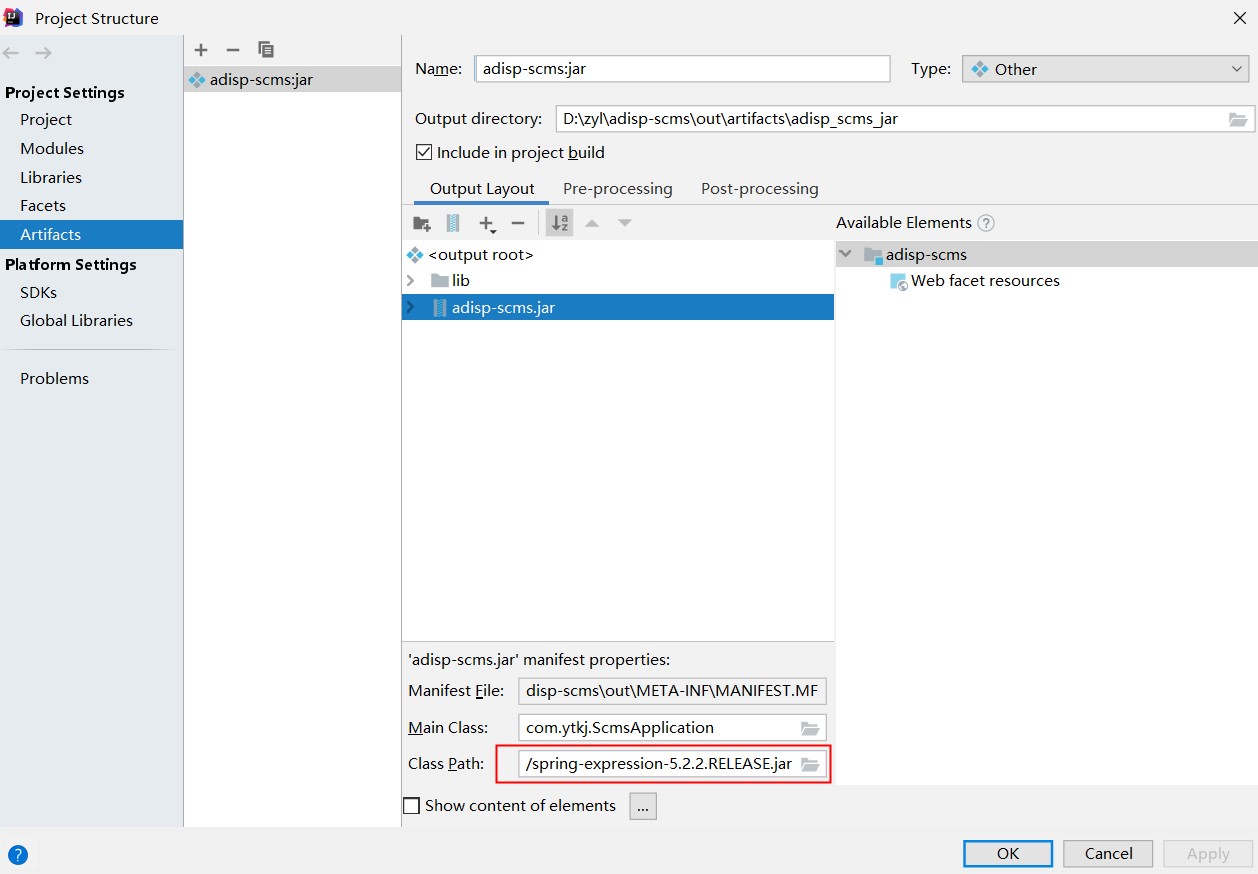 Project Structure
Project Settings
Project
Modules
Libraries
Facets
Artifacts
Platform Settings
SDKs
Global Libraries
Problems
adisp-scms:jar
Name: adisp-scms:jar Type: Other
Output directory: D:\zyl\adisp-scms\out\artifacts\adisp_scms_jar
Include in project build
Output Layout Pre-processing Post-processing
Available Elements ?
<output root>
lib
adisp-scms.jar
adisp-scms
Web facet resources
'adisp-scms.jar' manifest properties:
Manifest File: disp-scms\out\META-INF\MANIFEST.MF
Main Class: com.ytkj.ScmsApplication
Class Path: /spring-expression-5.2.2.RELEASE.jar
Show content of elements ...
? OK Cancel Apply